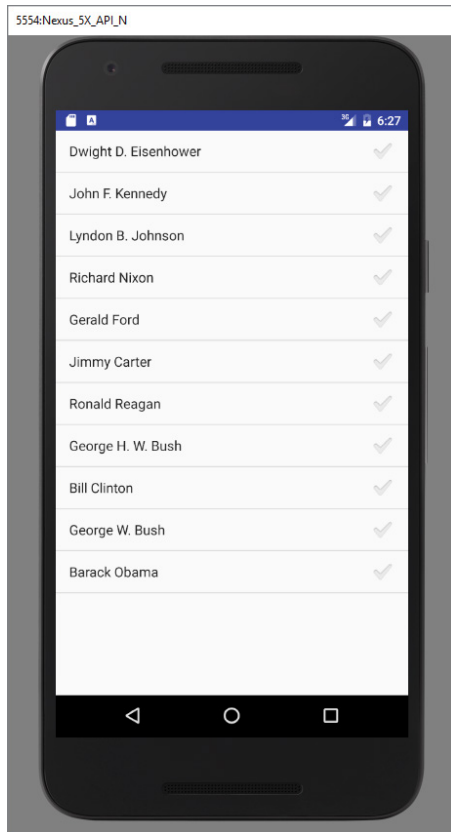 5554:Nexus_5X_API_N
A 3G 6:27
Dwight D. Eisenhower
John F. Kennedy
Lyndon B. Johnson
Richard Nixon
Gerald Ford
Jimmy Carter
Ronald Reagan
George H. W. Bush
Bill Clinton
George W. Bush
Barack Obama